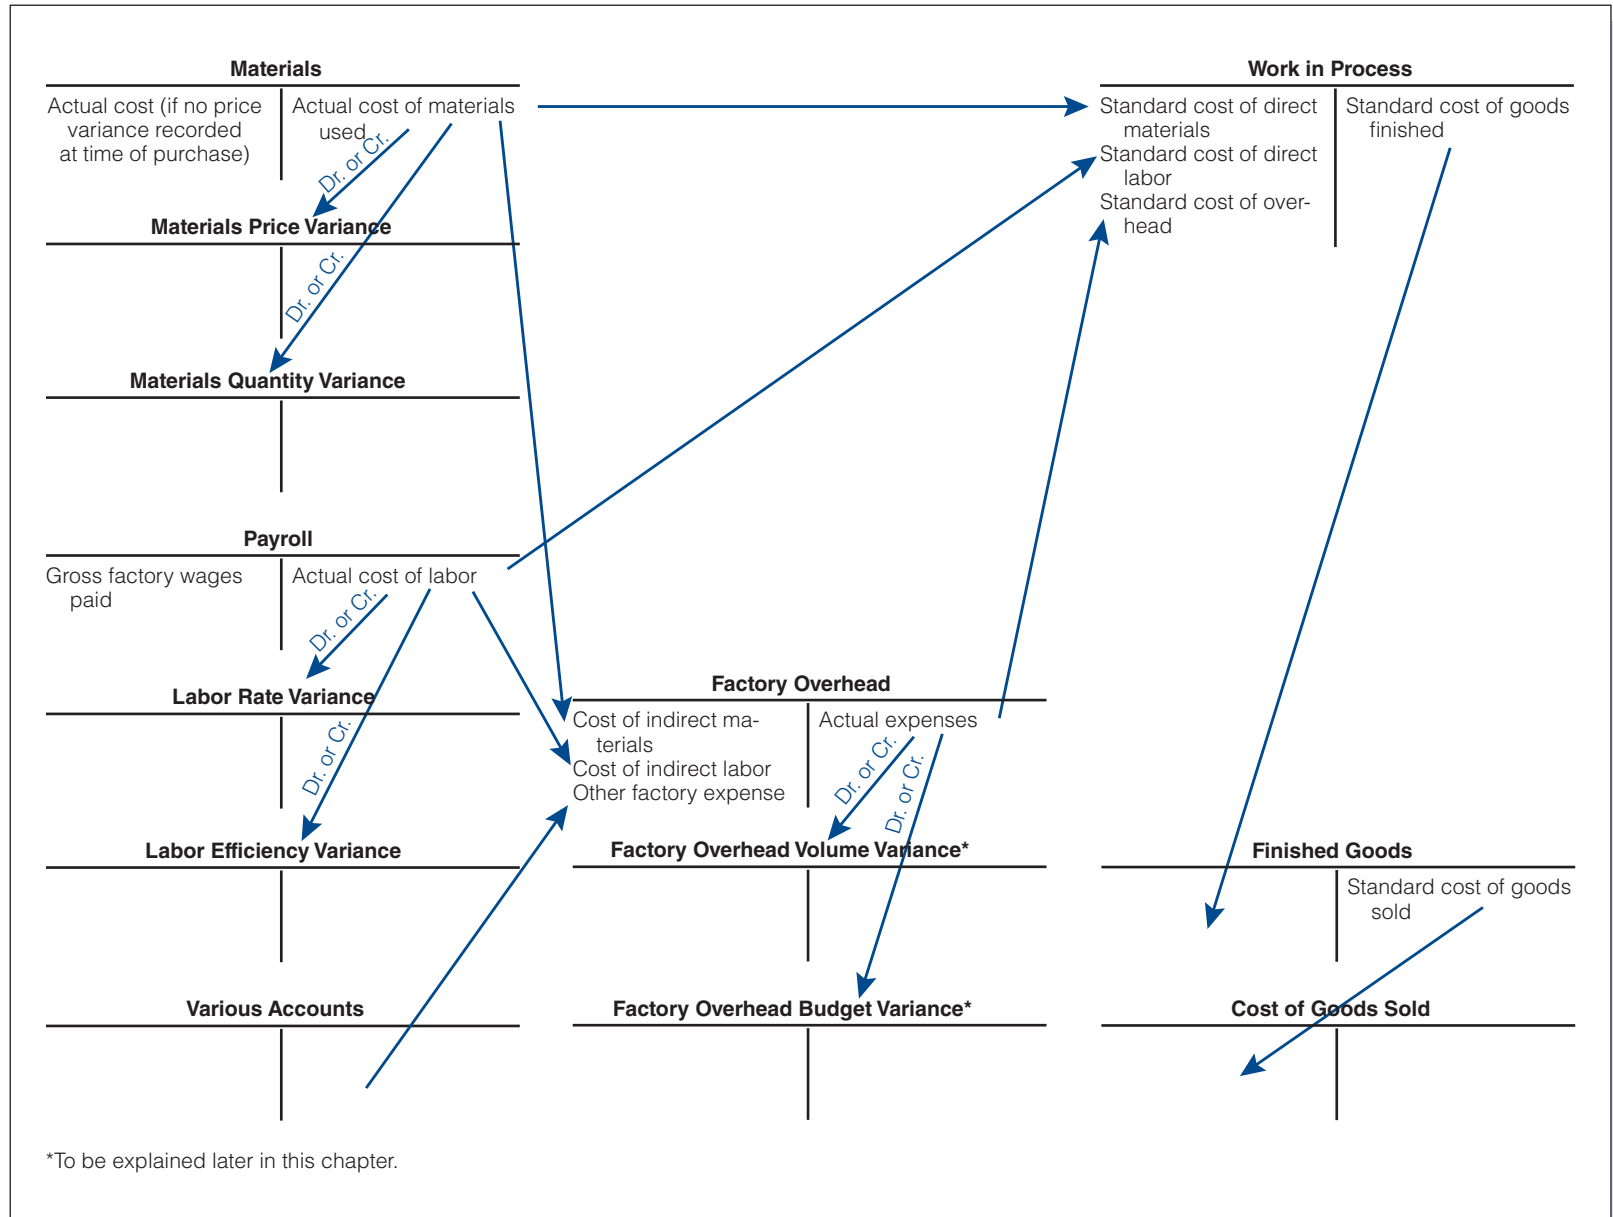 Materials
Actual cost (if no price
variance recorded
at time of purchase)
Actual cost of materials
used
Dr. or Cr.
Materials Price Variance
Dr. or Cr.
Materials Quantity Variance
Payroll
Gross factory wages
paid
Actual cost of labor
Dr. or Cr.
Labor Rate Variance
Dr. or Cr.
Labor Efficiency Variance
Various Accounts
Factory Overhead
Cost of indirect ma-
terials
Cost of indirect labor
Other factory expense
Actual expenses
Dr. or Cr.
Dr. or Cr.
Factory Overhead Volume Variance*
Factory Overhead Budget Variance*
Work in Process
Standard cost of direct
materials
Standard cost of direct
labor
Standard cost of over-
head
Standard cost of goods
finished
Finished Goods
Standard cost of goods
sold
Cost of Goods Sold
*To be explained later in this chapter.